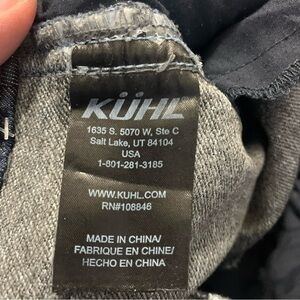 KÜHL
1635 S. 5070 W, Ste C
Salt Lake, UT 84104
USA
1-801-281-3185
WWW.KUHL.COM
RN#108846
MADE IN CHINA/
FABRIQUE EN CHINE/
HECHO EN CHINA